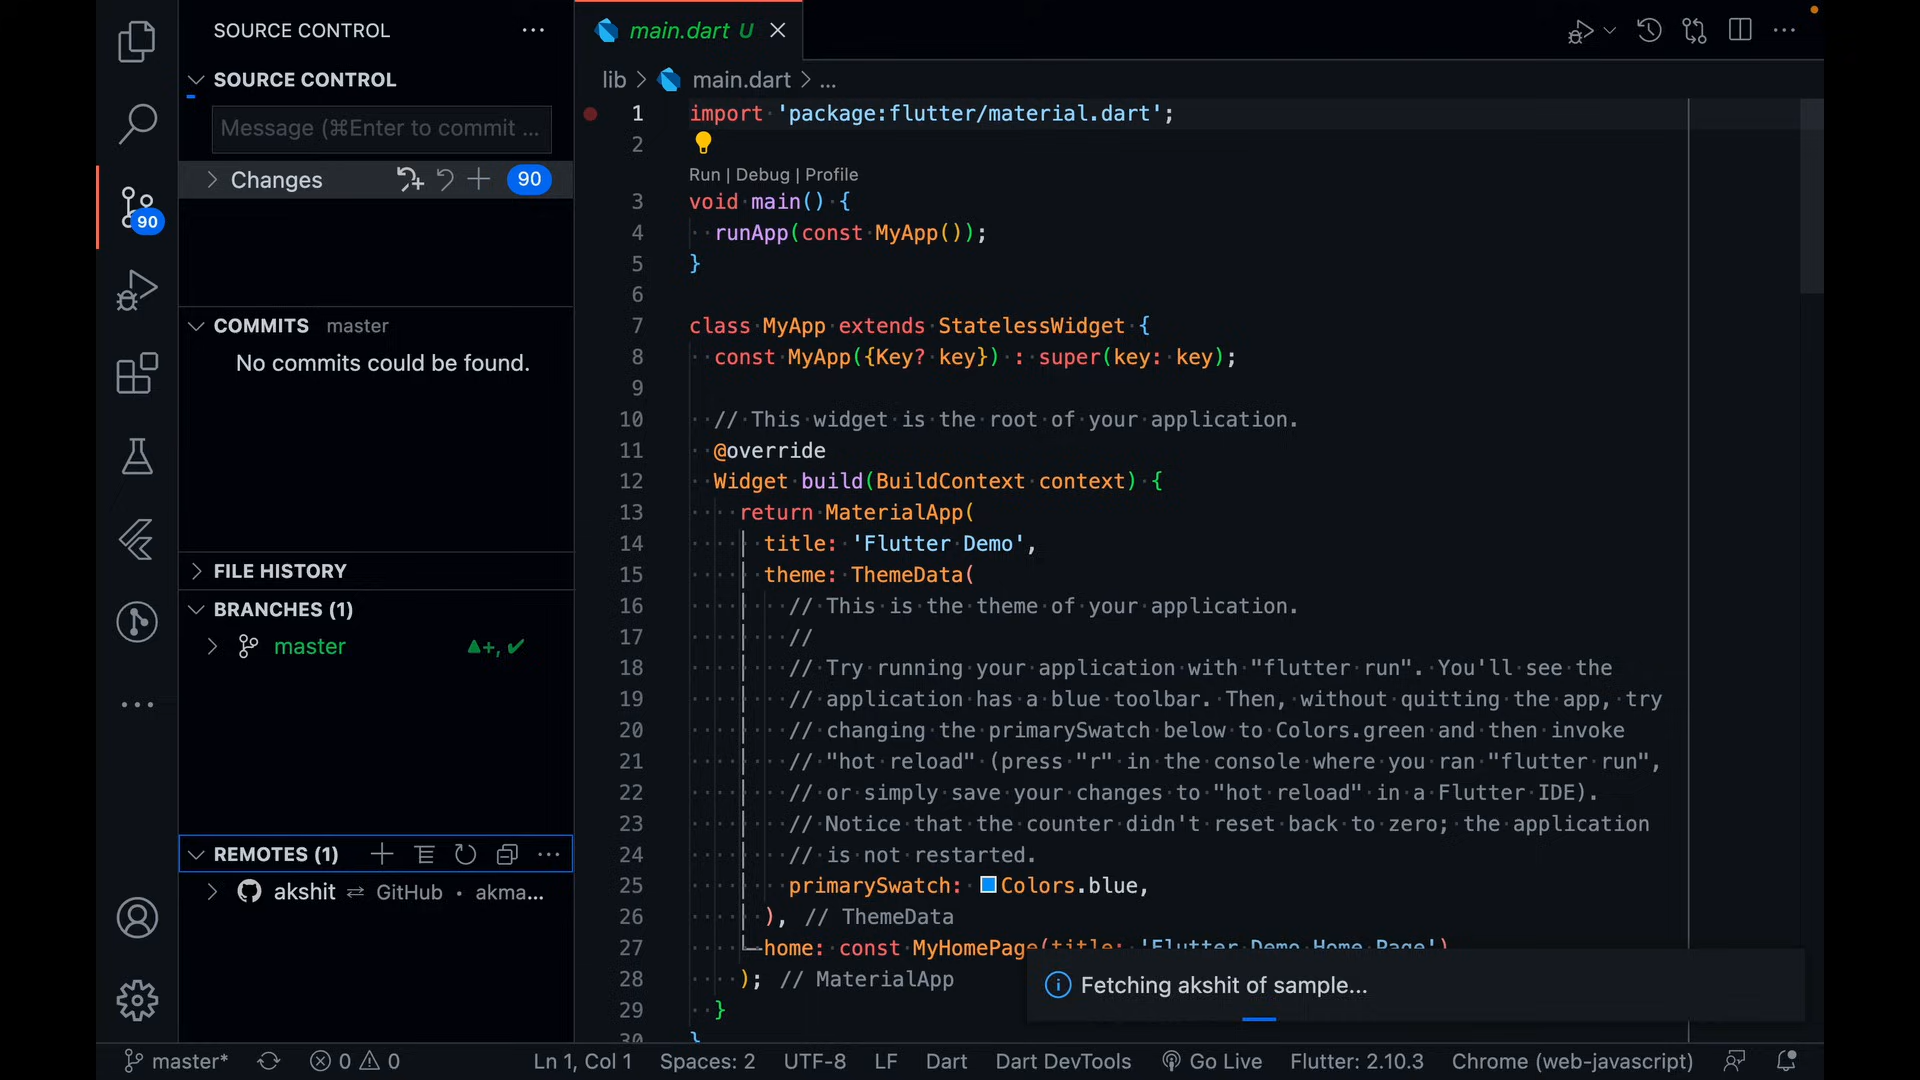 SOURCE CONTROL
SOURCE CONTROL
Message (⌘Enter to commit ...
Changes 90
90
COMMITS master
No commits could be found.
FILE HISTORY
BRANCHES (1)
master
REMOTES (1)
akshit ⇄ GitHub • akma...
main.dart U
lib > main.dart > ...
1 import 'package:flutter/material.dart';
2
Run | Debug | Profile
3 void main() {
4 runApp(const MyApp());
5 }
6
7 class MyApp extends StatelessWidget {
8 const MyApp({Key? key}) : super(key: key);
9
10 // This widget is the root of your application.
11 @override
12 Widget build(BuildContext context) {
13 return MaterialApp(
14 title: 'Flutter Demo',
15 theme: ThemeData(
16 // This is the theme of your application.
17 //
18 // Try running your application with "flutter run". You'll see the
19 // application has a blue toolbar. Then, without quitting the app, try
20 // changing the primarySwatch below to Colors.green and then invoke
21 // "hot reload" (press "r" in the console where you ran "flutter run",
22 // or simply save your changes to "hot reload" in a Flutter IDE).
23 // Notice that the counter didn't reset back to zero; the application
24 // is not restarted.
25 primarySwatch: Colors.blue,
26 ), // ThemeData
27 home: const MyHomePage(title: 'Flutter Demo Home Page')
28 ); // MaterialApp
29 }
30 }
Fetching akshit of sample...
master* 0 0 Ln 1, Col 1 Spaces: 2 UTF-8 LF Dart Dart DevTools Go Live Flutter: 2.10.3 Chrome (web-javascript)